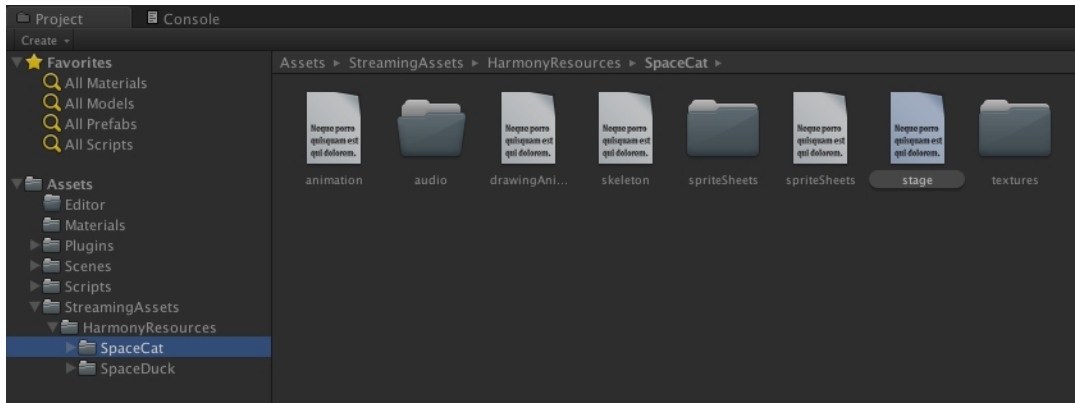 Project Console
Create
Favorites
All Materials
All Models
All Prefabs
All Scripts
Assets
Editor
Materials
Plugins
Scenes
Scripts
StreamingAssets
HarmonyResources
SpaceCat
SpaceDuck
Assets StreamingAssets HarmonyResources SpaceCat
Neque porro Neque porro Neque porro Neque porro Neque porro
quisquam est quisquam est quisquam est quisquam est quisquam est
qui dolorem, qui dolorem, qui dolorem, qui dolorem, qui dolorem,
animation audio drawingAni... skeleton spriteSheets spriteSheets stage textures